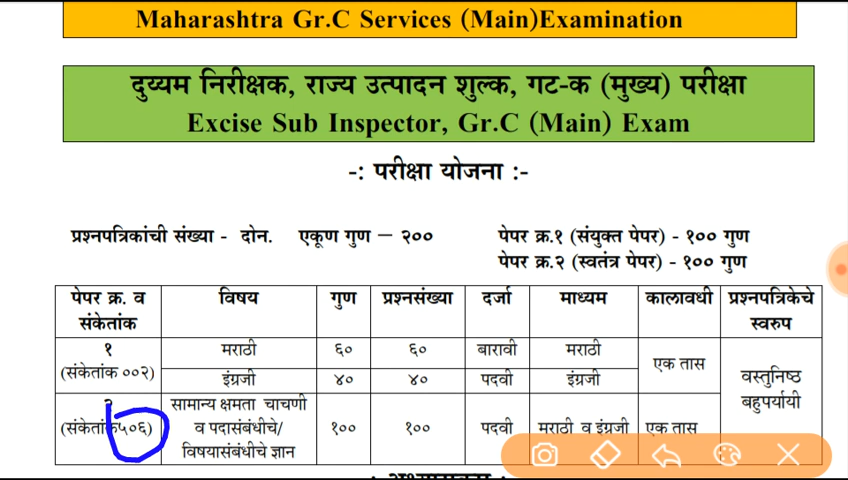 Maharashtra Gr.C Services (Main)Examination
दुय्यम निरीक्षक, राज्य उत्पादन शुल्क, गट-क (मुख्य) परीक्षा
Excise Sub Inspector, Gr.C (Main) Exam
-: परीक्षा योजना :-
प्रश्नपत्रिकांची संख्या - दोन. एकूण गुण – २०० पेपर क्र.१ (संयुक्त पेपर) - १०० गुण
पेपर क्र.२ (स्वतंत्र पेपर) - १०० गुण
पेपर क्र. व संकेतांक विषय गुण प्रश्नसंख्या दर्जा माध्यम कालावधी प्रश्नपत्रिकेचे स्वरुप
१ (संकेतांक ००२) मराठी ६० ६० बारावी मराठी एक तास वस्तुनिष्ठ बहुपर्यायी
इंग्रजी ४० ४० पदवी इंग्रजी
२ (संकेतांक ५०६) सामान्य क्षमता चाचणी व पदासंबंधीचे/ विषयासंबंधीचे ज्ञान १०० १०० पदवी मराठी व इंग्रजी एक तास